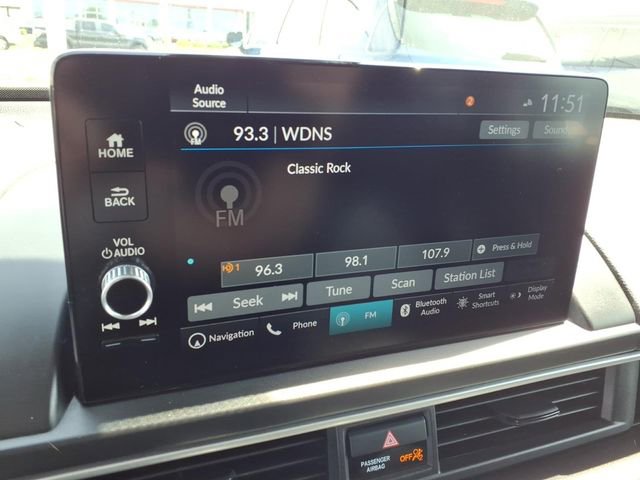 Audio
Source
2
11:51
HOME
FM
93.3 | WDNS
Settings
Sound
Classic Rock
BACK
FM
VOL
AUDIO
1 96.3
98.1
107.9
+ Press & Hold
Seek
Tune
Scan
Station List
Navigation
Phone
FM
Bluetooth
Audio
Smart
Shortcuts
Display
Mode
PASSENGER
AIRBAG
OFF